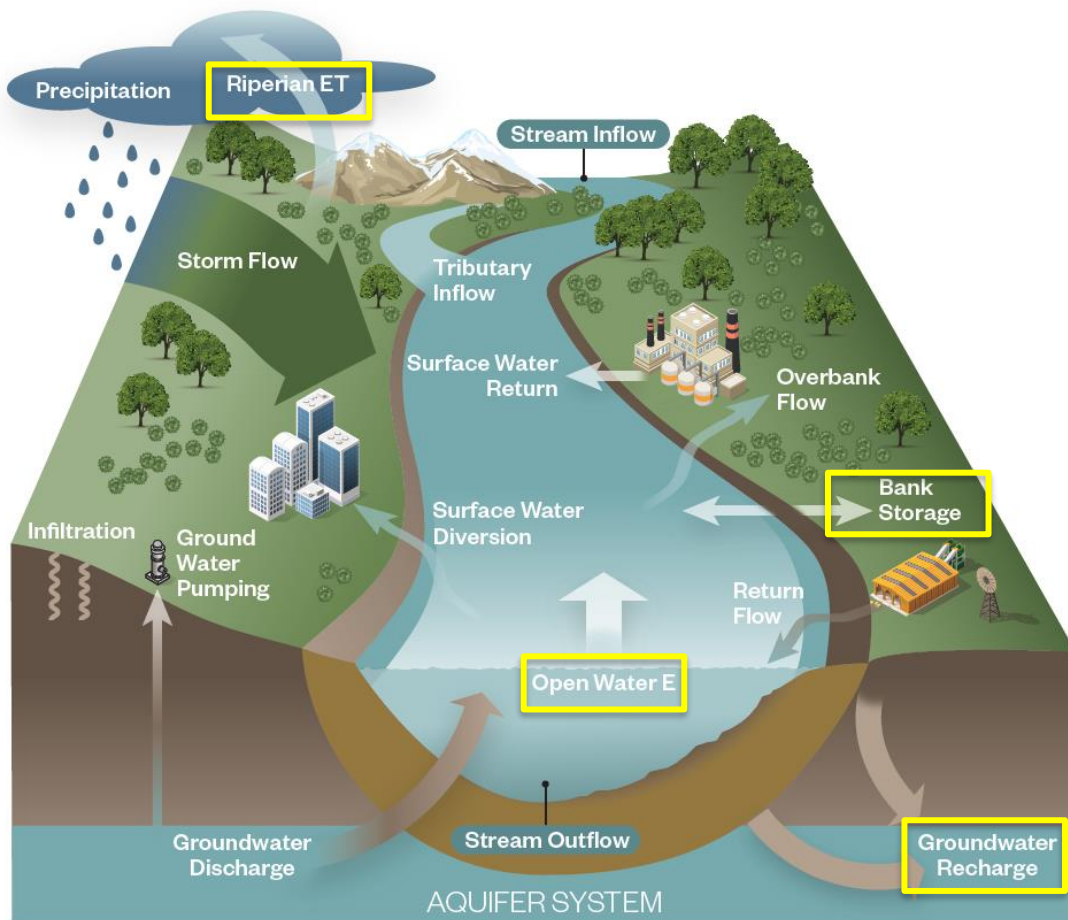 Precipitation
Riperian ET
Stream Inflow
Storm Flow
Tributary
Inflow
Surface Water
Return
Overbank
Flow
Bank
Storage
Infiltration
Ground
Water
Pumping
Surface Water
Diversion
Return
Flow
Open Water E
Groundwater
Discharge
Stream Outflow
Groundwater
Recharge
AQUIFER SYSTEM